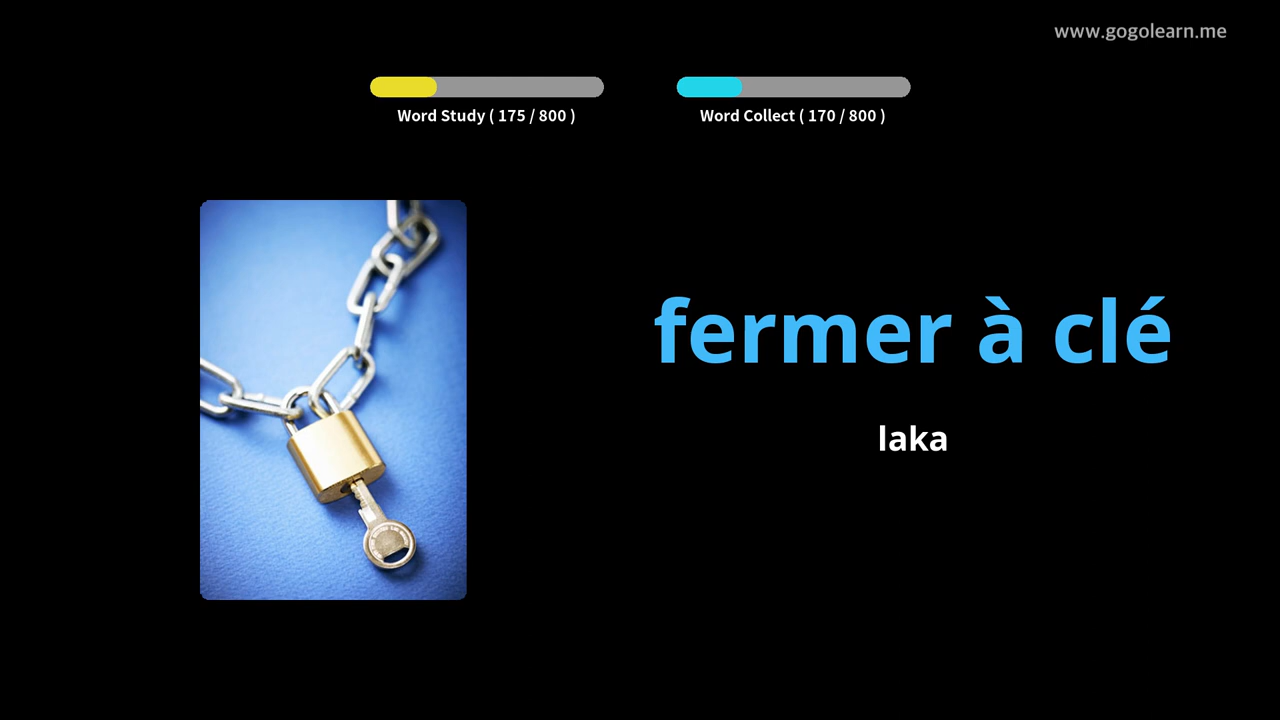 www.gogolearn.me
Word Study ( 175 / 800 )
Word Collect ( 170 / 800 )
fermer à clé
laka